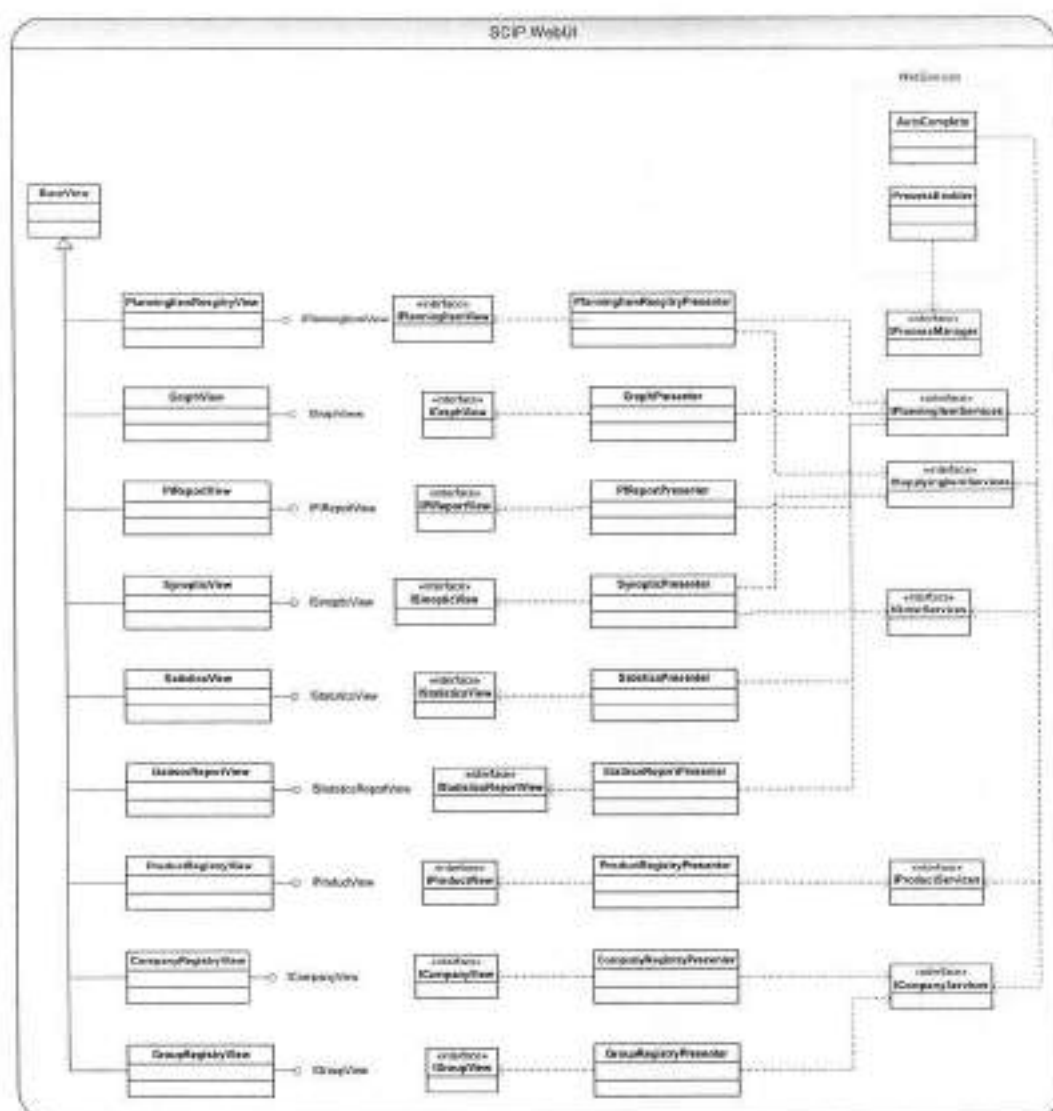 SCIP.WebUI
WebServices
AutoComplete
BaseView
ProcessEnabler
PlanningItemRegistryView
IPlanningItemView
«interface»
IPlanningItemView
PlanningItemRegistryPresenter
«interface»
IProcessManager
GraphView
IGraphView
«interface»
IGraphView
GraphPresenter
«interface»
IPlanningItemServices
«interface»
ISupplyingItemServices
PIReportView
IPIReportView
«interface»
IPIReportView
PIReportPresenter
SynopticView
ISinopticView
«interface»
ISinopticView
SynopticPresenter
«interface»
StatisticsView
IStatisticsView
«interface»
IStatisticsView
StatisticsPresenter
StatisticsReportView
IStatisticsReportView
«interface»
IStatisticsReportView
StatisticsReportPresenter
ProductRegistryView
IProductView
«interface»
IProductView
ProductRegistryPresenter
«interface»
IProductServices
CompanyRegistryView
ICompanyView
«interface»
ICompanyView
CompanyRegistryPresenter
«interface»
ICompanyServices
GroupRegistryView
IGroupView
«interface»
IGroupView
GroupRegistryPresenter